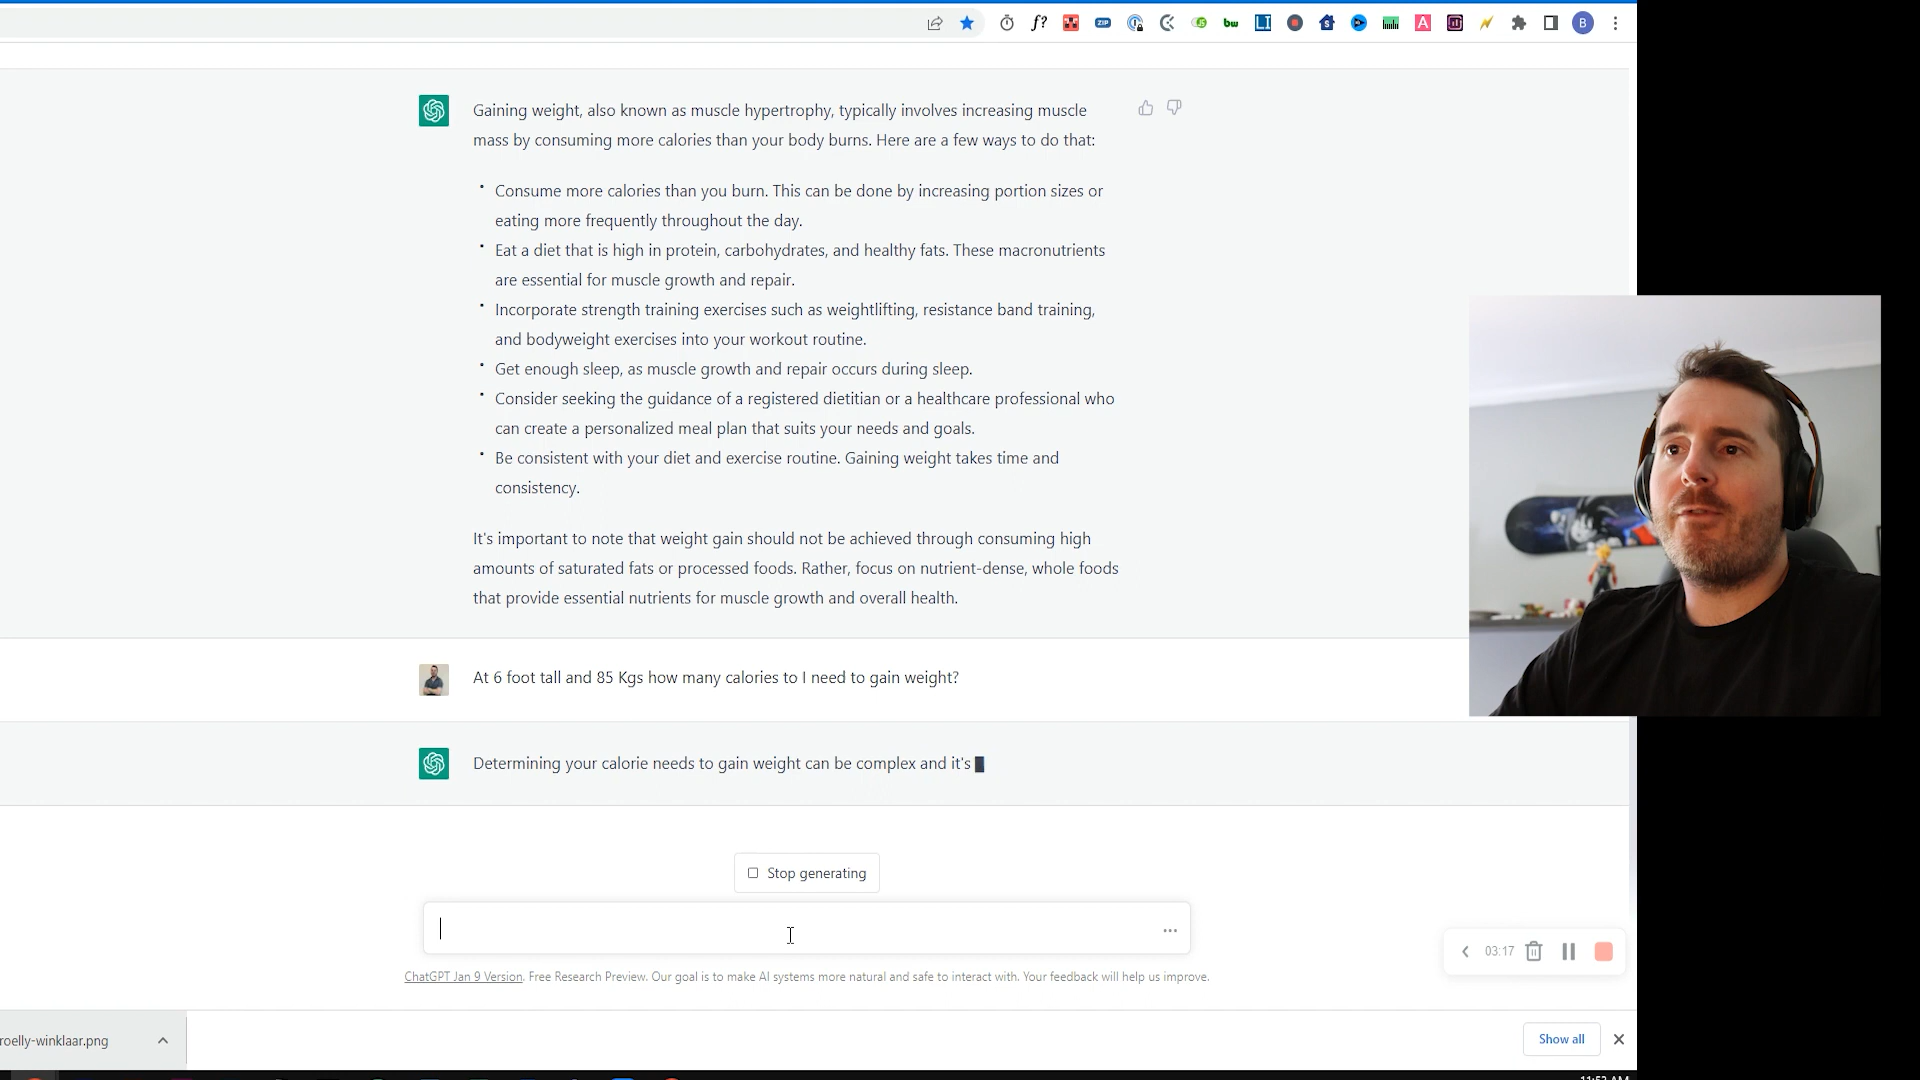 f?
ZIP
JS
bw
LI
S
A
B
Gaining weight, also known as muscle hypertrophy, typically involves increasing muscle
mass by consuming more calories than your body burns. Here are a few ways to do that:
Consume more calories than you burn. This can be done by increasing portion sizes or
eating more frequently throughout the day.
Eat a diet that is high in protein, carbohydrates, and healthy fats. These macronutrients
are essential for muscle growth and repair.
Incorporate strength training exercises such as weightlifting, resistance band training,
and bodyweight exercises into your workout routine.
Get enough sleep, as muscle growth and repair occurs during sleep.
Consider seeking the guidance of a registered dietitian or a healthcare professional who
can create a personalized meal plan that suits your needs and goals.
Be consistent with your diet and exercise routine. Gaining weight takes time and
consistency.
It's important to note that weight gain should not be achieved through consuming high
amounts of saturated fats or processed foods. Rather, focus on nutrient-dense, whole foods
that provide essential nutrients for muscle growth and overall health.
At 6 foot tall and 85 Kgs how many calories to I need to gain weight?
Determining your calorie needs to gain weight can be complex and it's
Stop generating
03:17
ChatGPT Jan 9 Version. Free Research Preview. Our goal is to make AI systems more natural and safe to interact with. Your feedback will help us improve.
roelly-winklaar.png
Show all